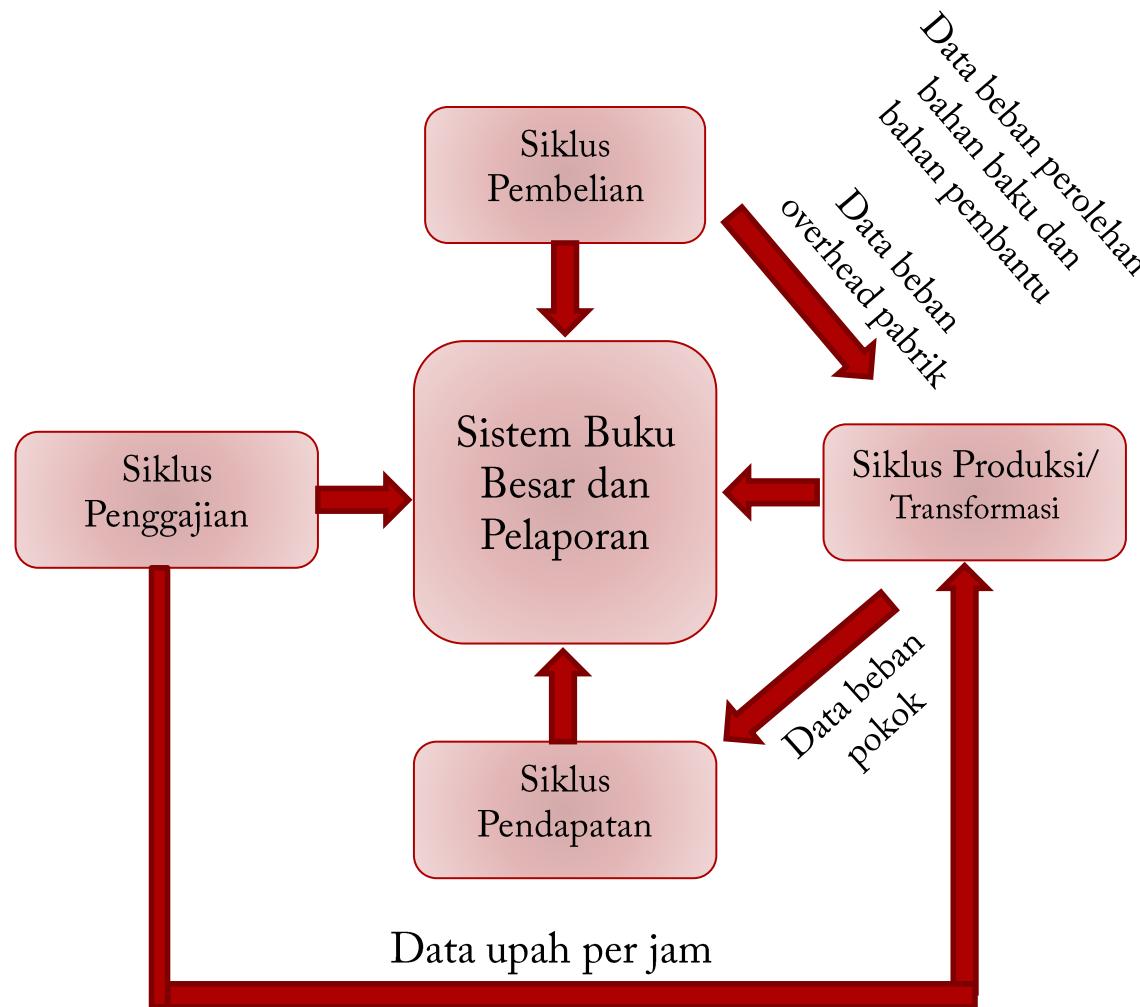 Siklus
Pembelian
Data beban perolehan
bahan baku dan
bahan pembantu
Data beban
overhead pabrik
Siklus
Penggajian
Sistem Buku
Besar dan
Pelaporan
Siklus Produksi/
Transformasi
Data beban
pokok
Siklus
Pendapatan
Data upah per jam